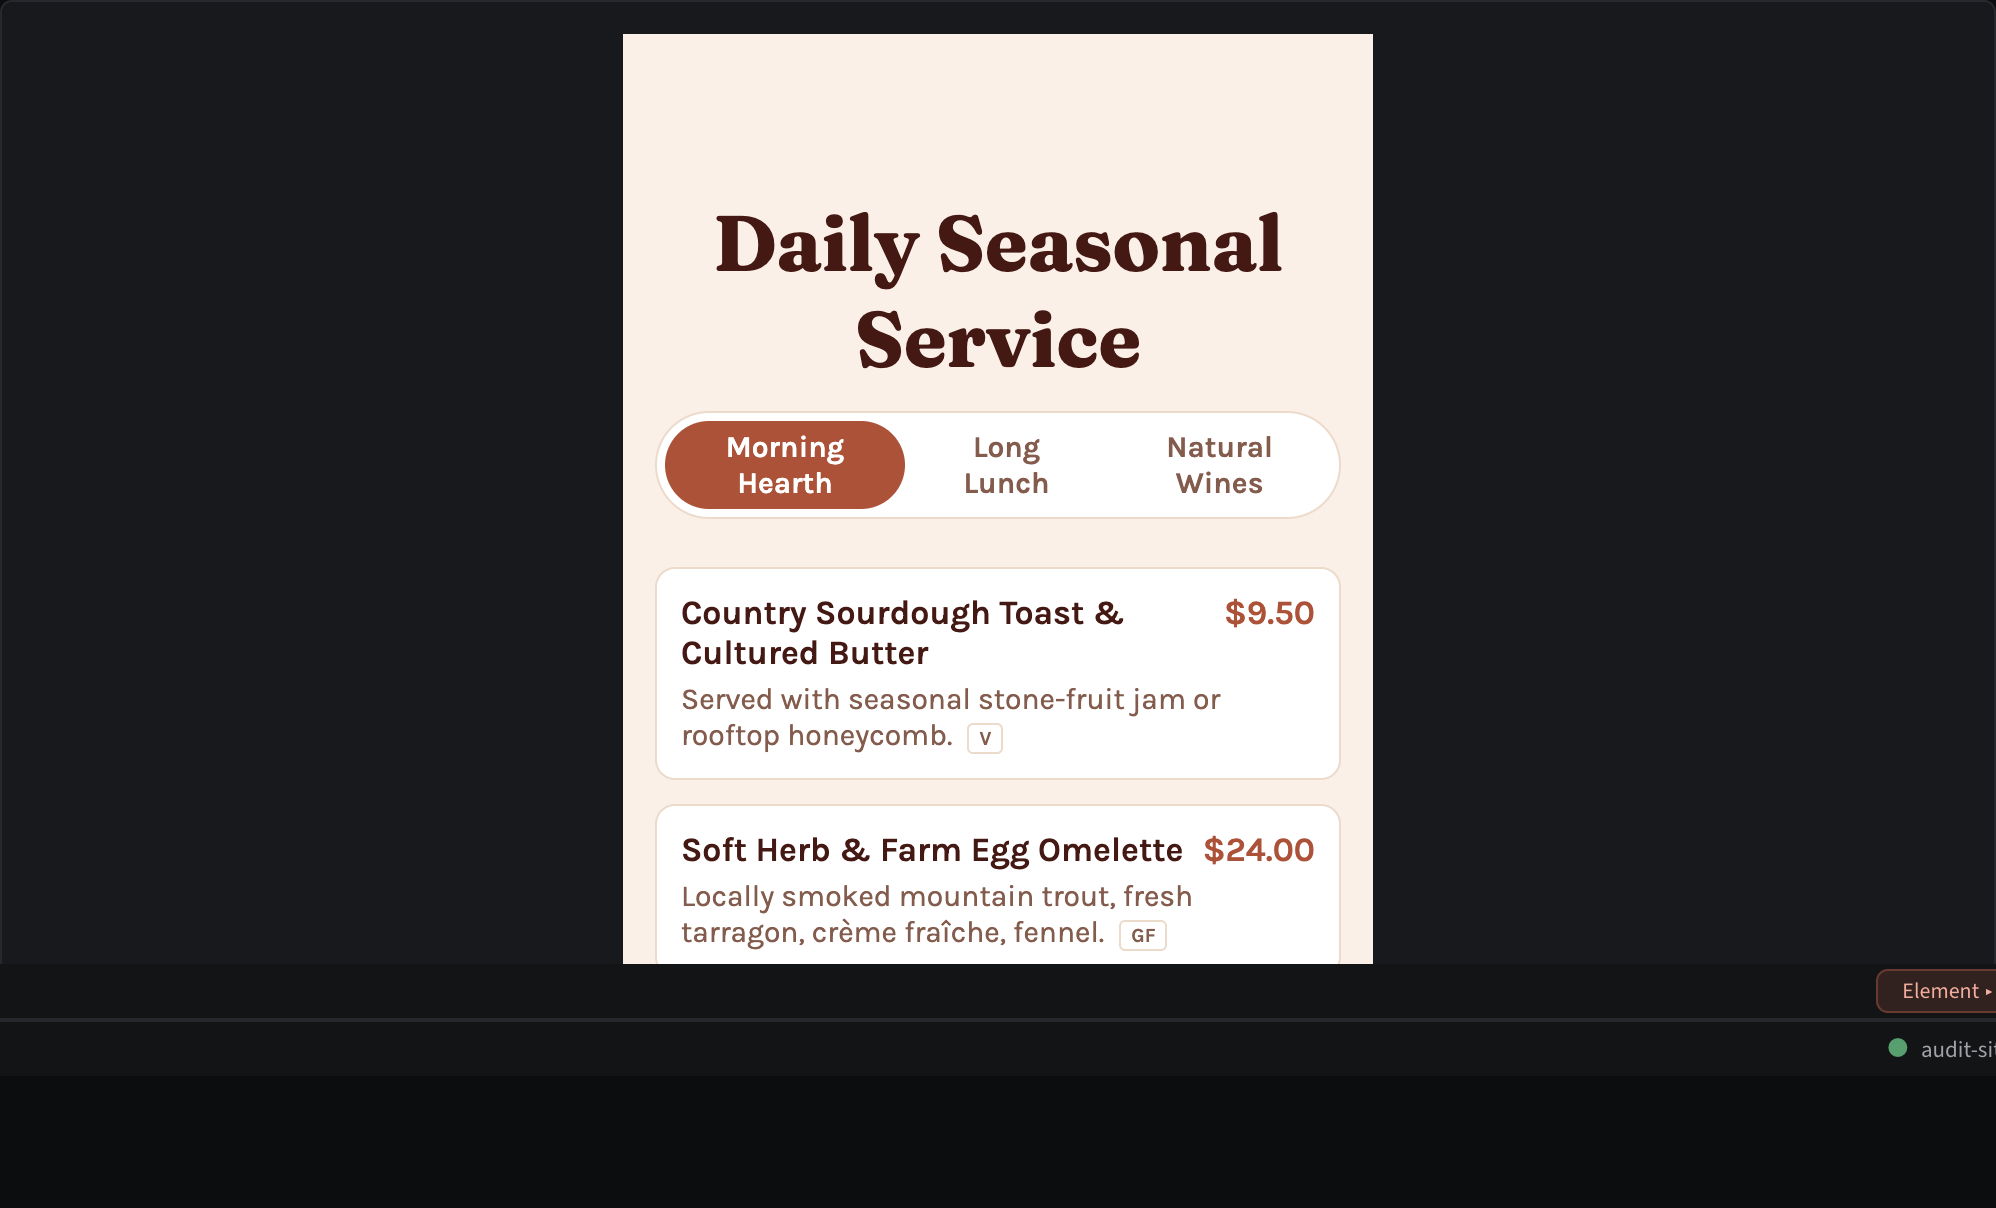 Daily Seasonal
Service
Morning
Hearth
Long
Lunch
Natural
Wines
Country Sourdough Toast &
Cultured Butter
$9.50
Served with seasonal stone-fruit jam or
rooftop honeycomb. V
Soft Herb & Farm Egg Omelette $24.00
Locally smoked mountain trout, fresh
tarragon, crème fraîche, fennel. GF
Element ▸